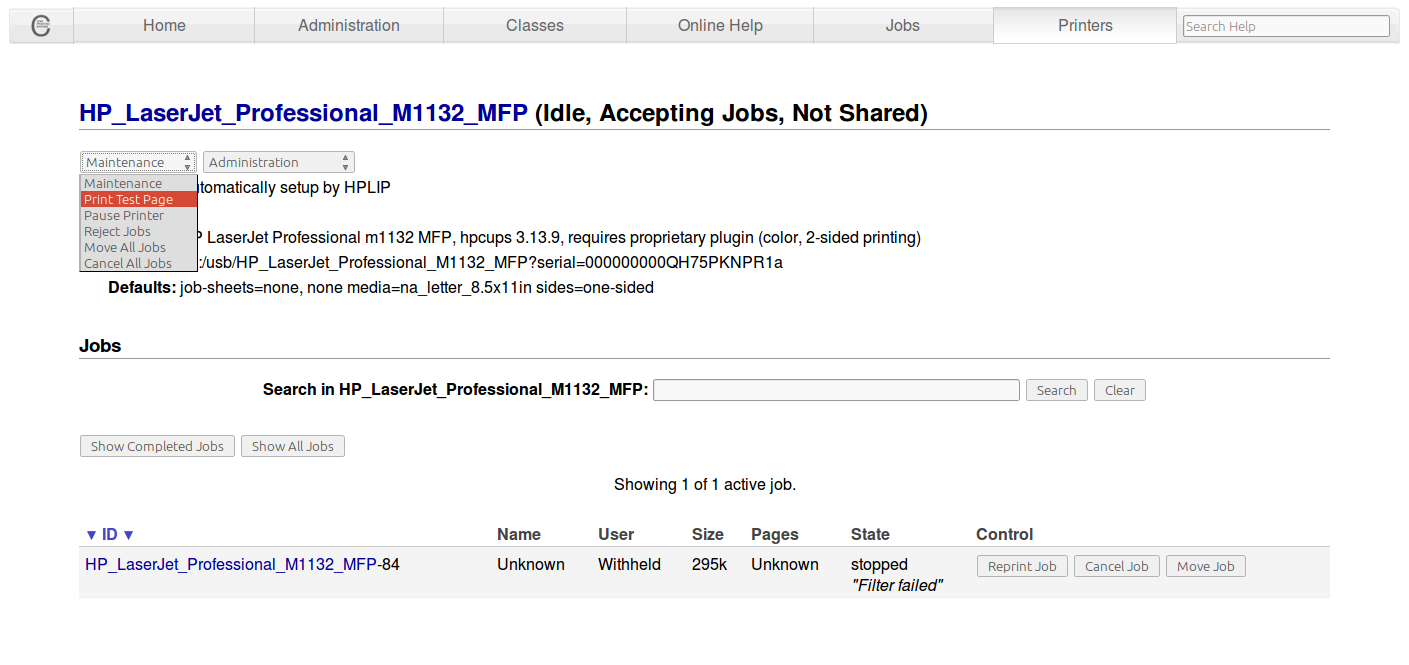 Home Administration Classes Online Help Jobs Printers Search Help
HP_LaserJet_Professional_M1132_MFP (Idle, Accepting Jobs, Not Shared)
Maintenance Administration
Maintenance
Print Test Page
Pause Printer
Reject Jobs
Move All Jobs
Cancel All Jobs
utomatically setup by HPLIP
P LaserJet Professional m1132 MFP, hpcups 3.13.9, requires proprietary plugin (color, 2-sided printing)
:/usb/HP_LaserJet_Professional_M1132_MFP?serial=000000000QH75PKNPR1a
Defaults: job-sheets=none, none media=na_letter_8.5x11in sides=one-sided
Jobs
Search in HP_LaserJet_Professional_M1132_MFP: Search Clear
Show Completed Jobs Show All Jobs
Showing 1 of 1 active job.
▼ ID ▼ Name User Size Pages State Control
HP_LaserJet_Professional_M1132_MFP-84 Unknown Withheld 295k Unknown stopped Reprint Job Cancel Job Move Job
"Filter failed"